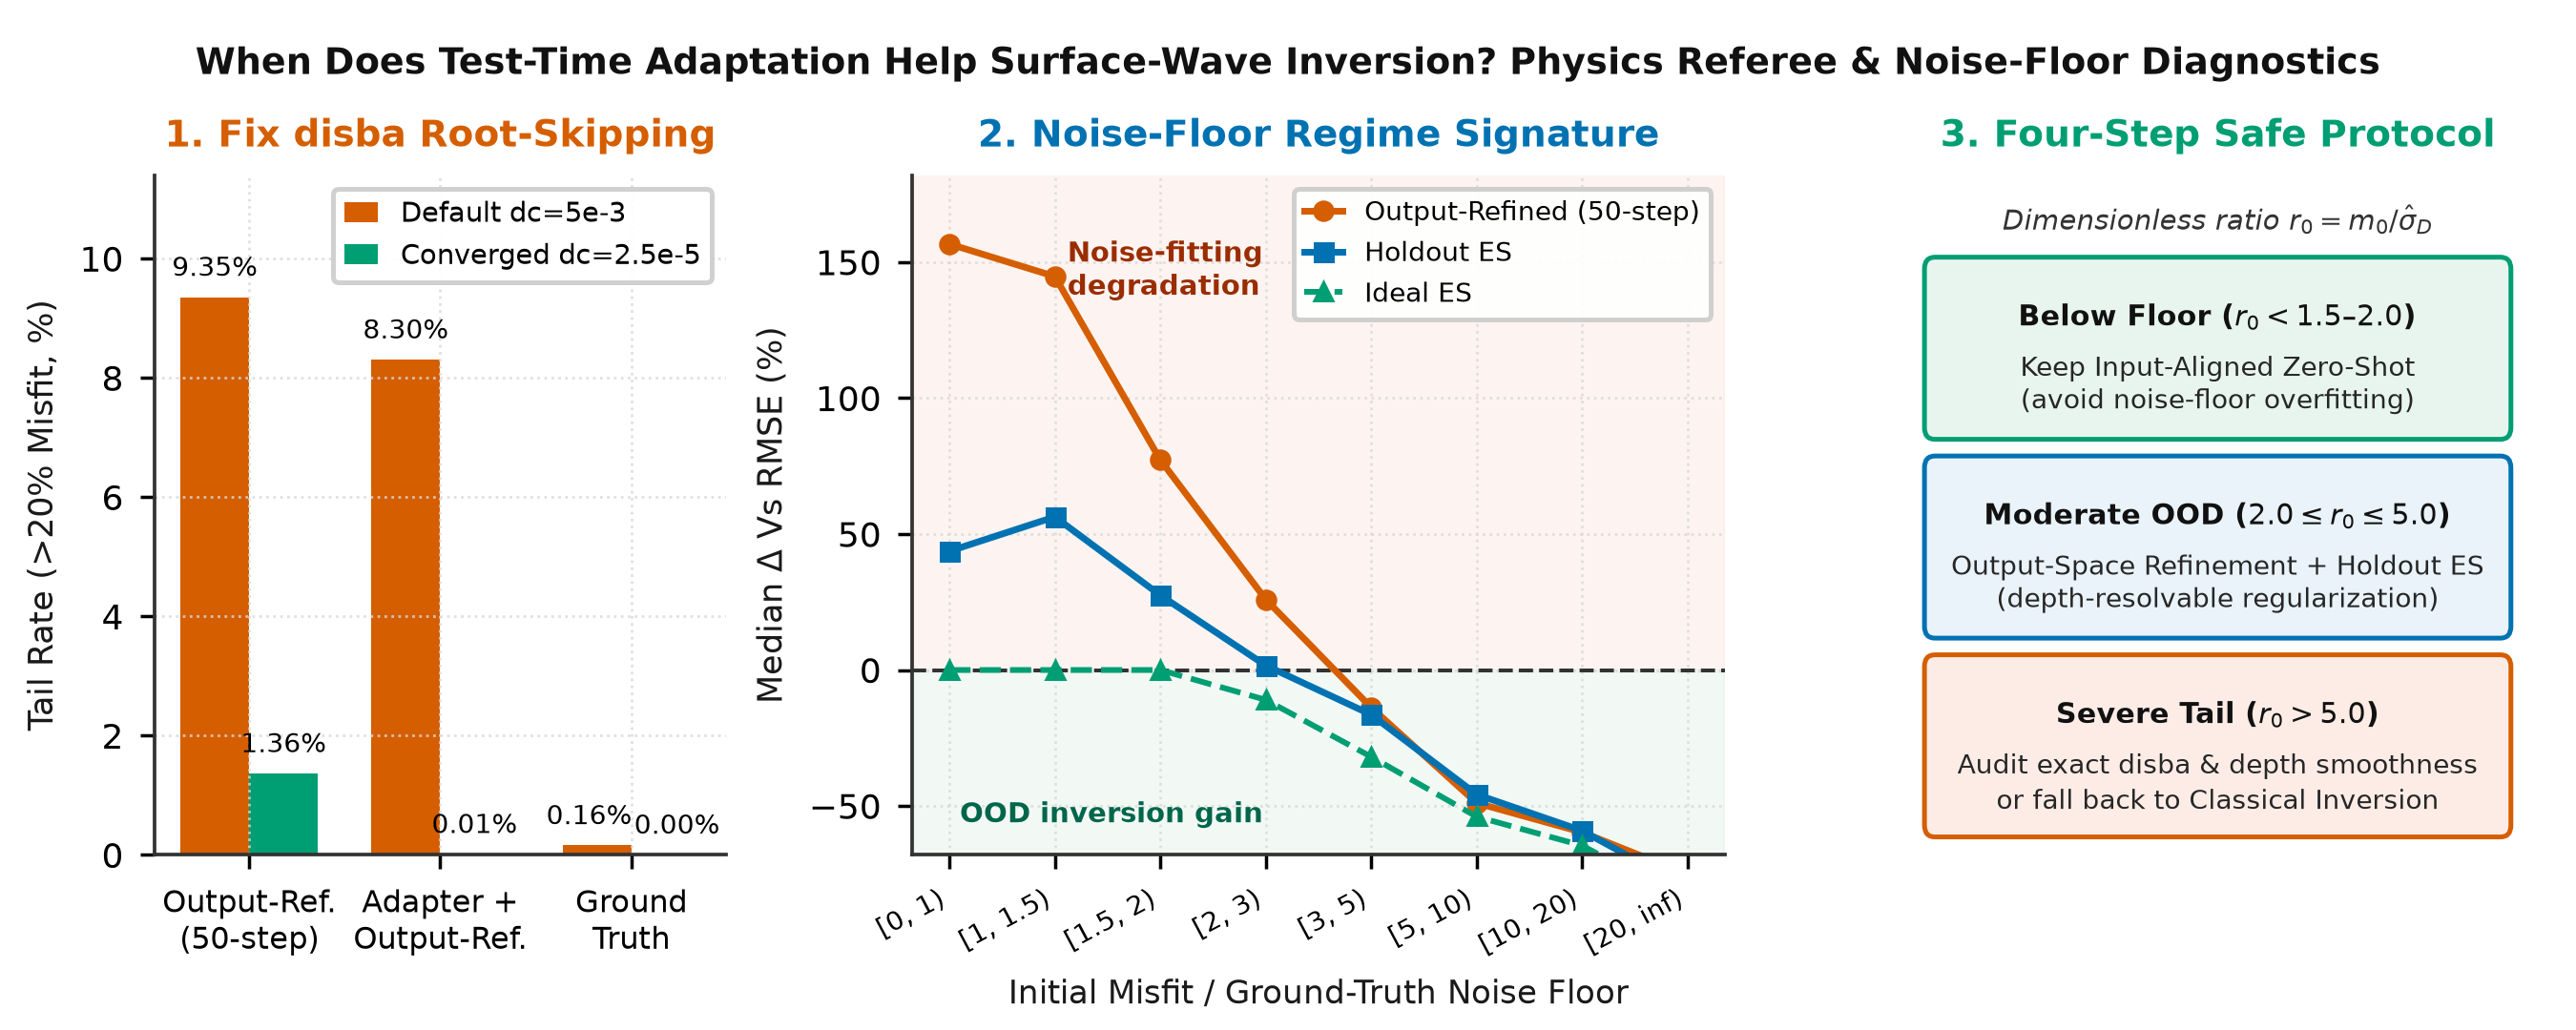 When Does Test-Time Adaptation Help Surface-Wave Inversion? Physics Referee & Noise-Floor Diagnostics
1. Fix disba Root-Skipping
Tail Rate (>20% Misfit, %)
10
8
6
4
2
0
Default dc=5e-3
Converged dc=2.5e-5
9.35%
1.36%
8.30%
0.01%
0.16%
0.00%
Output-Ref.
(50-step)
Adapter +
Output-Ref.
Ground
Truth
2. Noise-Floor Regime Signature
Median Δ Vs RMSE (%)
150
100
50
0
−50
Output-Refined (50-step)
Holdout ES
Ideal ES
Noise-fitting
degradation
OOD inversion gain
[0, 1)
[1, 1.5)
[1.5, 2)
[2, 3)
[3, 5)
[5, 10)
[10, 20)
[20, inf)
Initial Misfit / Ground-Truth Noise Floor
3. Four-Step Safe Protocol
Dimensionless ratio r₀ = m₀/σ̂_D
Below Floor (r₀ < 1.5–2.0)
Keep Input-Aligned Zero-Shot
(avoid noise-floor overfitting)
Moderate OOD (2.0 ≤ r₀ ≤ 5.0)
Output-Space Refinement + Holdout ES
(depth-resolvable regularization)
Severe Tail (r₀ > 5.0)
Audit exact disba & depth smoothness
or fall back to Classical Inversion